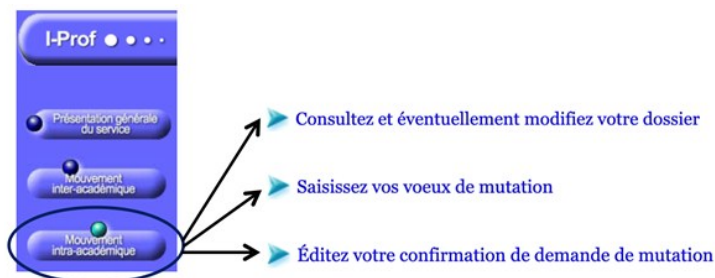 I-Prof
Présentation générale
du service
Mouvement
inter-académique
Mouvement
intra-académique
Consultez et éventuellement modifiez votre dossier
Saisissez vos voeux de mutation
Éditez votre confirmation de demande de mutation